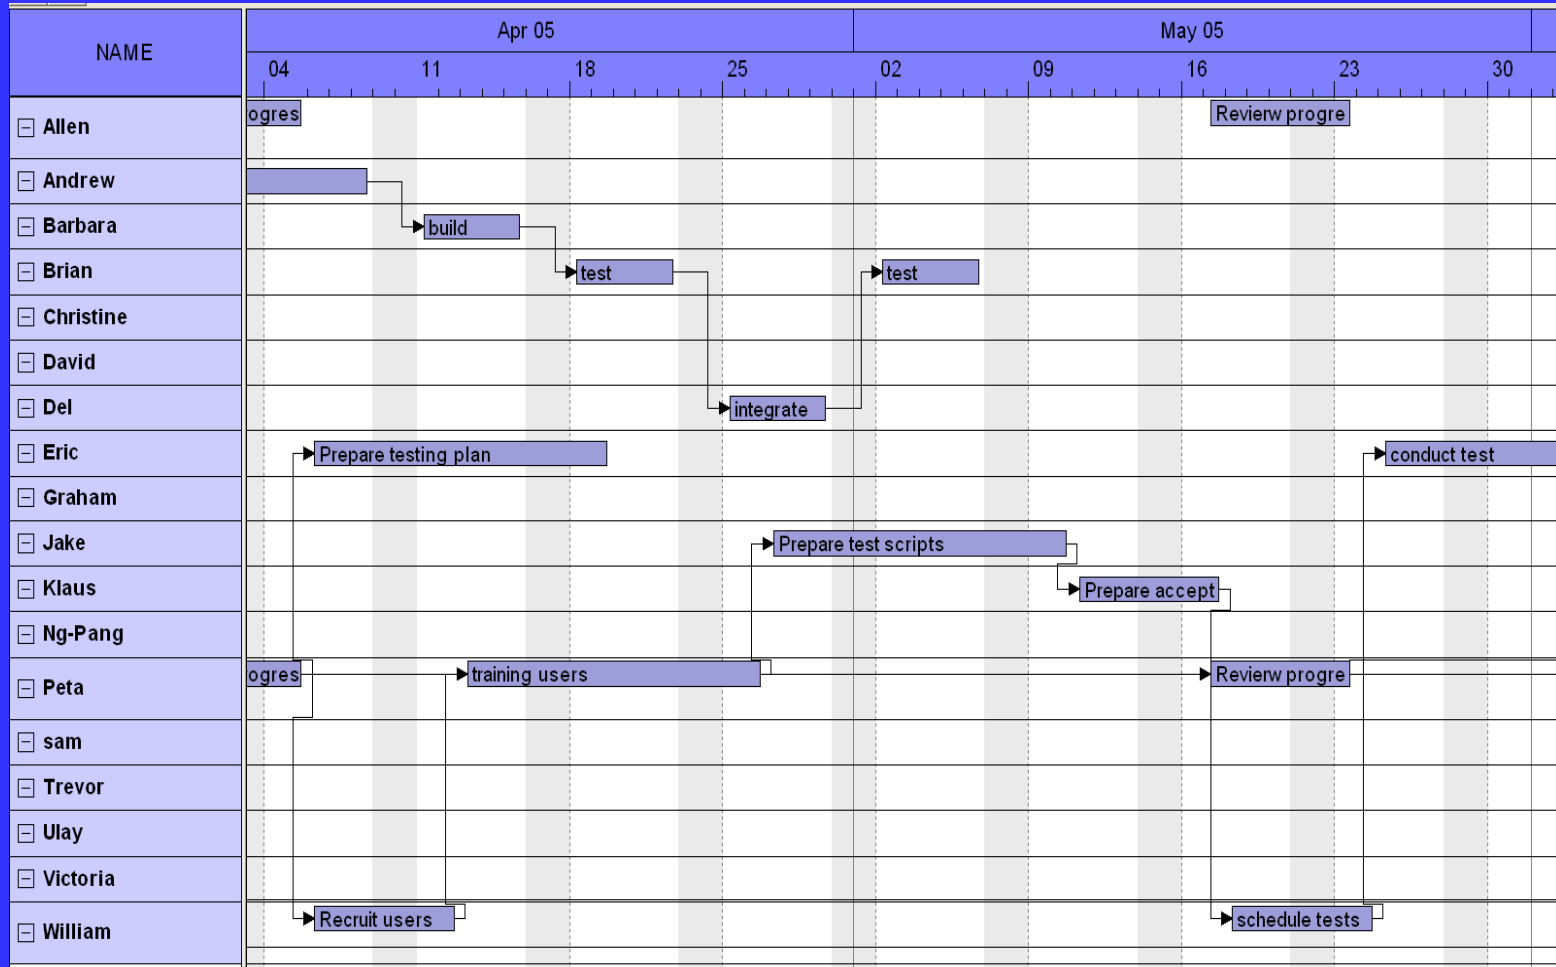 NAME
Apr 05
May 05
04
11
18
25
02
09
16
23
30
Allen
ogres
Revierw progre
Andrew
Barbara
build
Brian
test
test
Christine
David
Del
integrate
Eric
Prepare testing plan
conduct test
Graham
Jake
Prepare test scripts
Klaus
Prepare accept
Ng-Pang
Peta
ogres
training users
Revierw progre
sam
Trevor
Ulay
Victoria
William
Recruit users
schedule tests